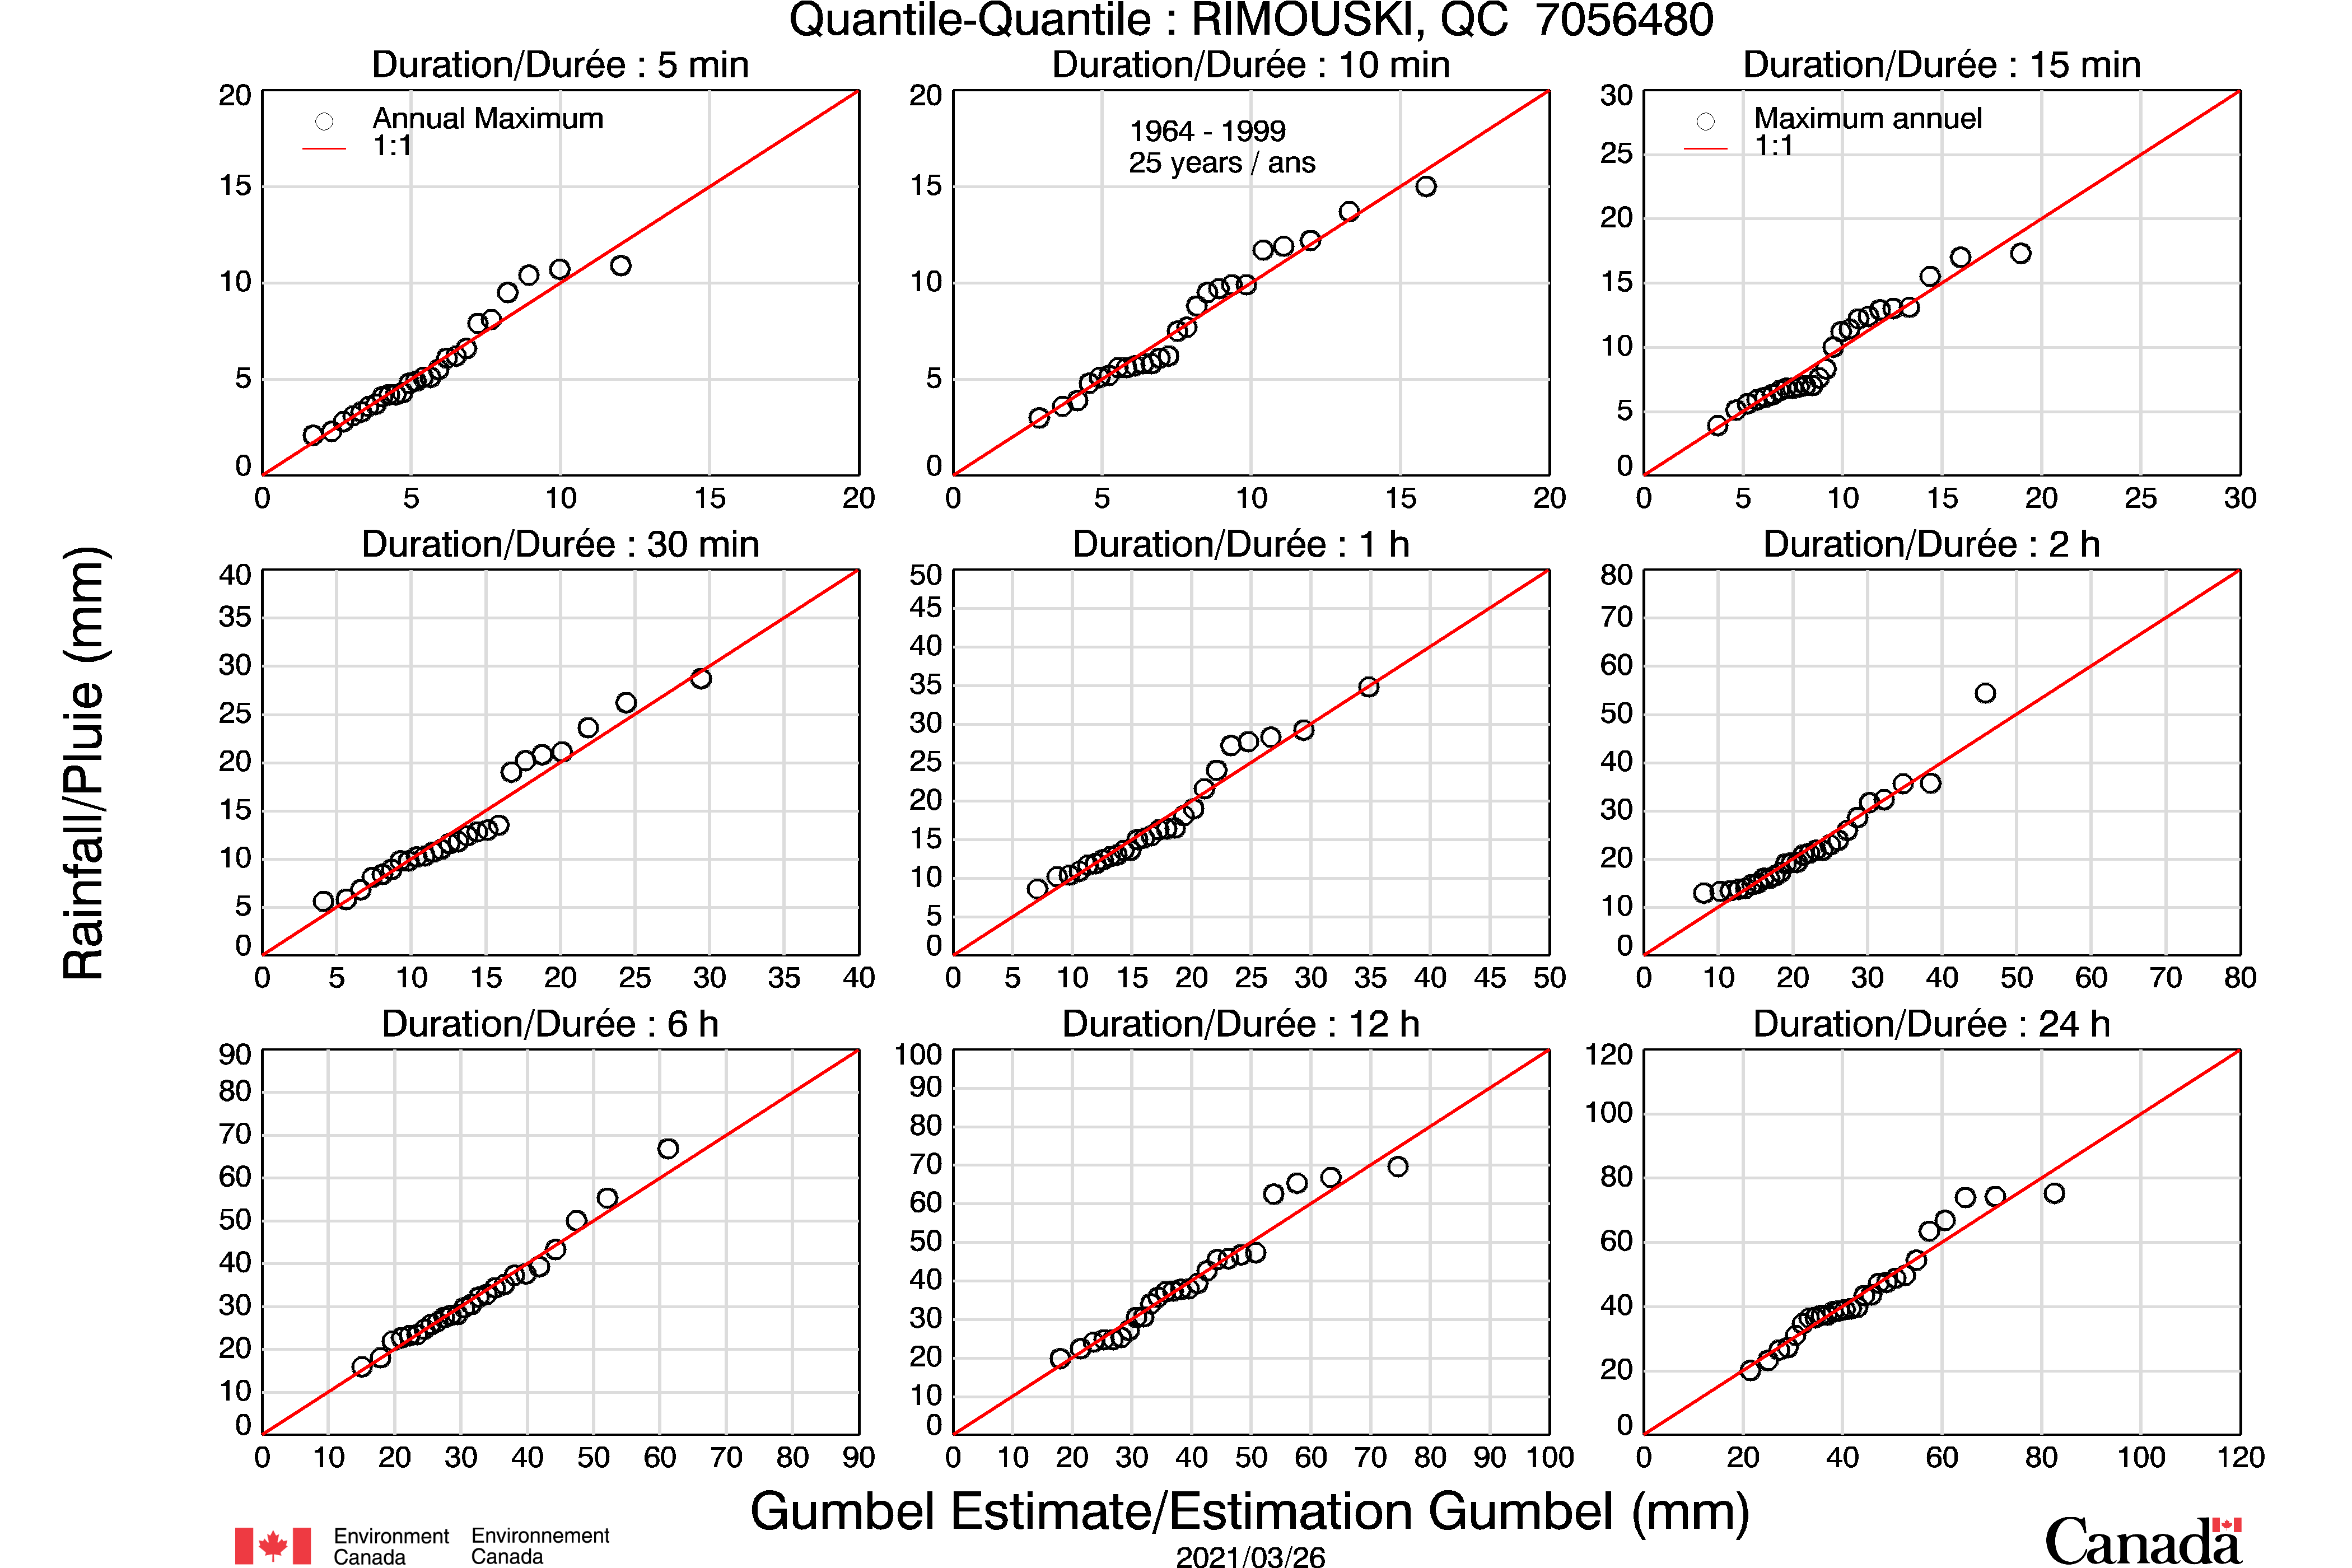 Quantile-Quantile : RIMOUSKI, QC 7056480
Duration/Durée : 5 min
20
15
10
5
0
0 5 10 15 20
Annual Maximum
1:1
Duration/Durée : 10 min
20
15
10
5
0
0 5 10 15 20
1964 - 1999
25 years / ans
Duration/Durée : 15 min
30
25
20
15
10
5
0
0 5 10 15 20 25 30
Maximum annuel
1:1
Rainfall/Pluie (mm)
Duration/Durée : 30 min
40
35
30
25
20
15
10
5
0
0 5 10 15 20 25 30 35 40
Duration/Durée : 1 h
50
45
40
35
30
25
20
15
10
5
0
0 5 10 15 20 25 30 35 40 45 50
Duration/Durée : 2 h
80
70
60
50
40
30
20
10
0
0 10 20 30 40 50 60 70 80
Duration/Durée : 6 h
90
80
70
60
50
40
30
20
10
0
0 10 20 30 40 50 60 70 80 90
Duration/Durée : 12 h
100
90
80
70
60
50
40
30
20
10
0
0 10 20 30 40 50 60 70 80 90 100
Duration/Durée : 24 h
120
100
80
60
40
20
0
0 20 40 60 80 100 120
Gumbel Estimate/Estimation Gumbel (mm)
Environment
Canada
Environnement
Canada
2021/03/26
Canada